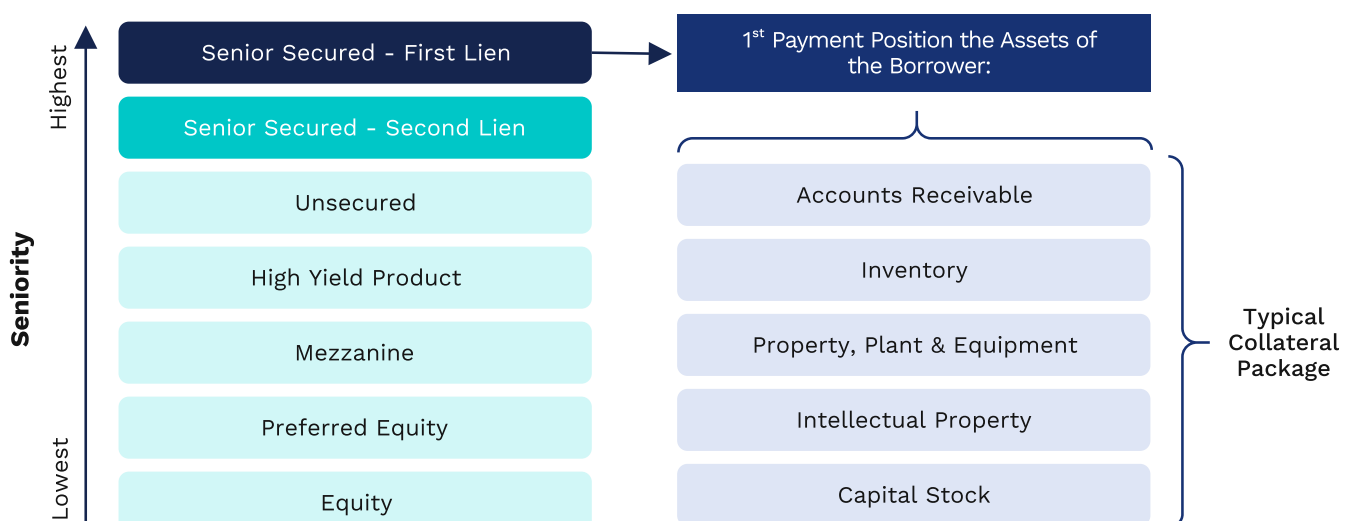 Seniority
Highest
Lowest
Senior Secured - First Lien
Senior Secured - Second Lien
Unsecured
High Yield Product
Mezzanine
Preferred Equity
Equity
1st Payment Position the Assets of
the Borrower:
Accounts Receivable
Inventory
Property, Plant & Equipment
Intellectual Property
Capital Stock
Typical
Collateral
Package